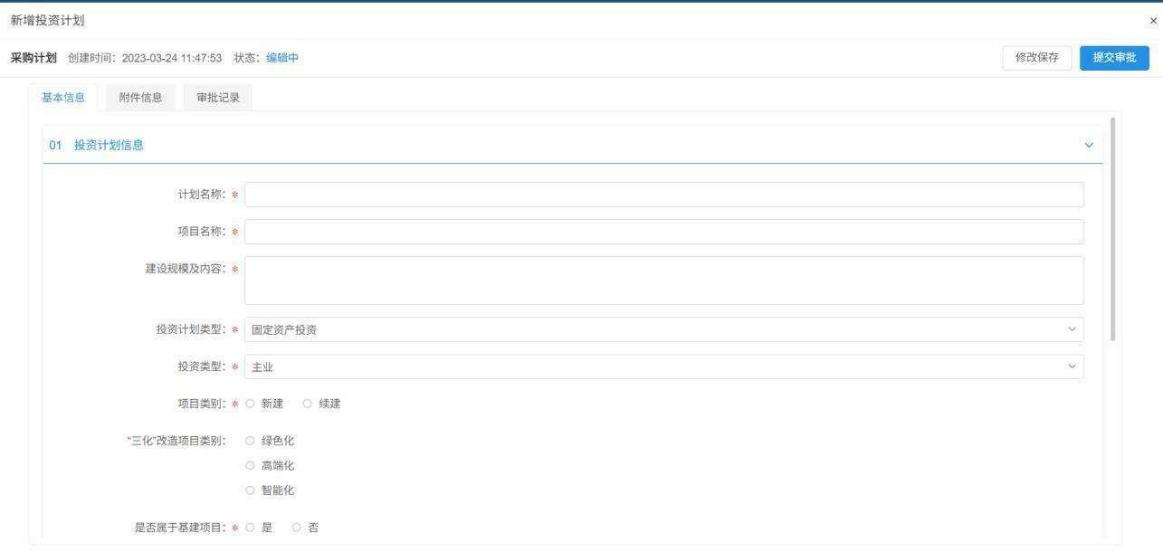 新增投资计划 ×
采购计划 创建时间：2023-03-24 11:47:53 状态：编辑中 修改保存 提交审批
基本信息 附件信息 审批记录
01 投资计划信息
计划名称：*
项目名称：*
建设规模及内容：*
投资计划类型：* 固定资产投资
投资类型：* 主业
项目类别：* 新建 续建
“三化”改造项目类别： 绿色化
高端化
智能化
是否属于基建项目：* 是 否